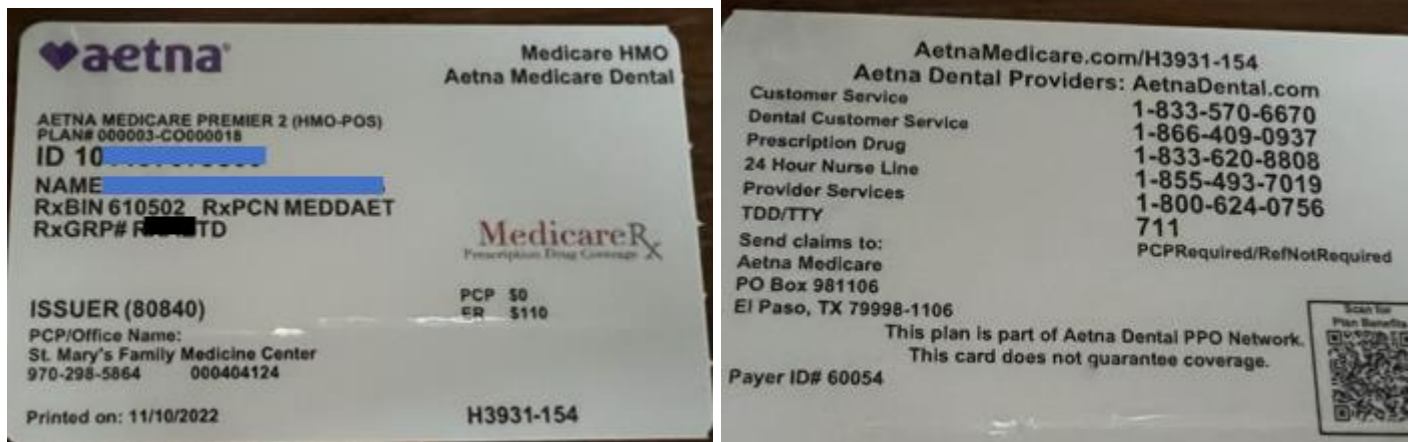 aetna
Medicare HMO
Aetna Medicare Dental
AETNA MEDICARE PREMIER 2 (HMO-POS)
PLAN# 000003-CO000018
ID 10
NAME
RxBIN 610502 RxPCN MEDDAET
RxGRP# R TD
MedicareRx
Prescription Drug Coverage
PCP $0
ER $110
ISSUER (80840)
PCP/Office Name:
St. Mary's Family Medicine Center
970-298-5864 000404124
Printed on: 11/10/2022
H3931-154
AetnaMedicare.com/H3931-154
Aetna Dental Providers: AetnaDental.com
Customer Service 1-833-570-6670
Dental Customer Service 1-866-409-0937
Prescription Drug 1-833-620-8808
24 Hour Nurse Line 1-855-493-7019
Provider Services 1-800-624-0756
TDD/TTY 711
PCPRequired/RefNotRequired
Send claims to:
Aetna Medicare
PO Box 981106
El Paso, TX 79998-1106
This plan is part of Aetna Dental PPO Network.
This card does not guarantee coverage.
Payer ID# 60054
Scan for
Plan Benefits